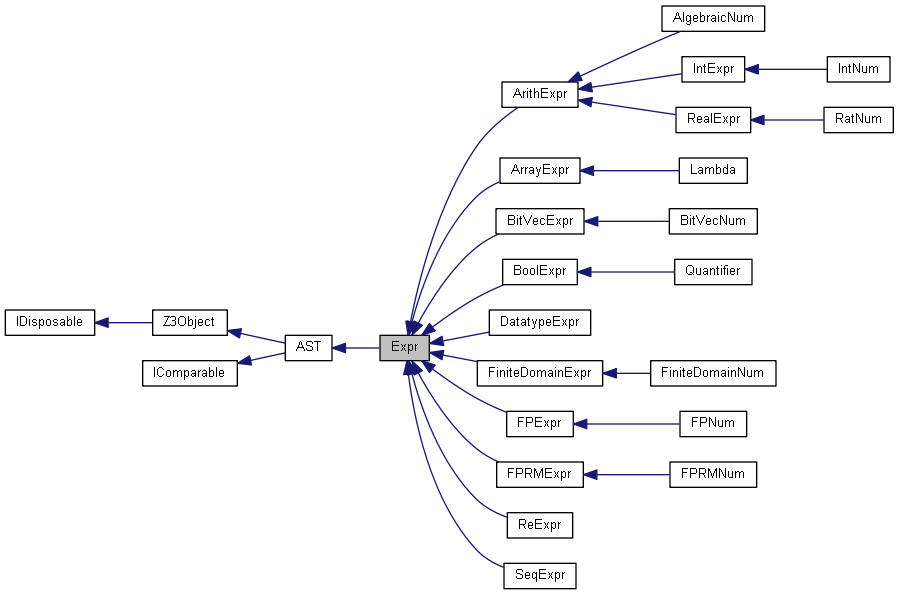 AlgebraicNum
IntExpr
IntNum
ArithExpr
RealExpr
RatNum
ArrayExpr
Lambda
BitVecExpr
BitVecNum
BoolExpr
Quantifier
IDisposable
Z3Object
DatatypeExpr
AST
Expr
IComparable
FiniteDomainExpr
FiniteDomainNum
FPExpr
FPNum
FPRMExpr
FPRMNum
ReExpr
SeqExpr